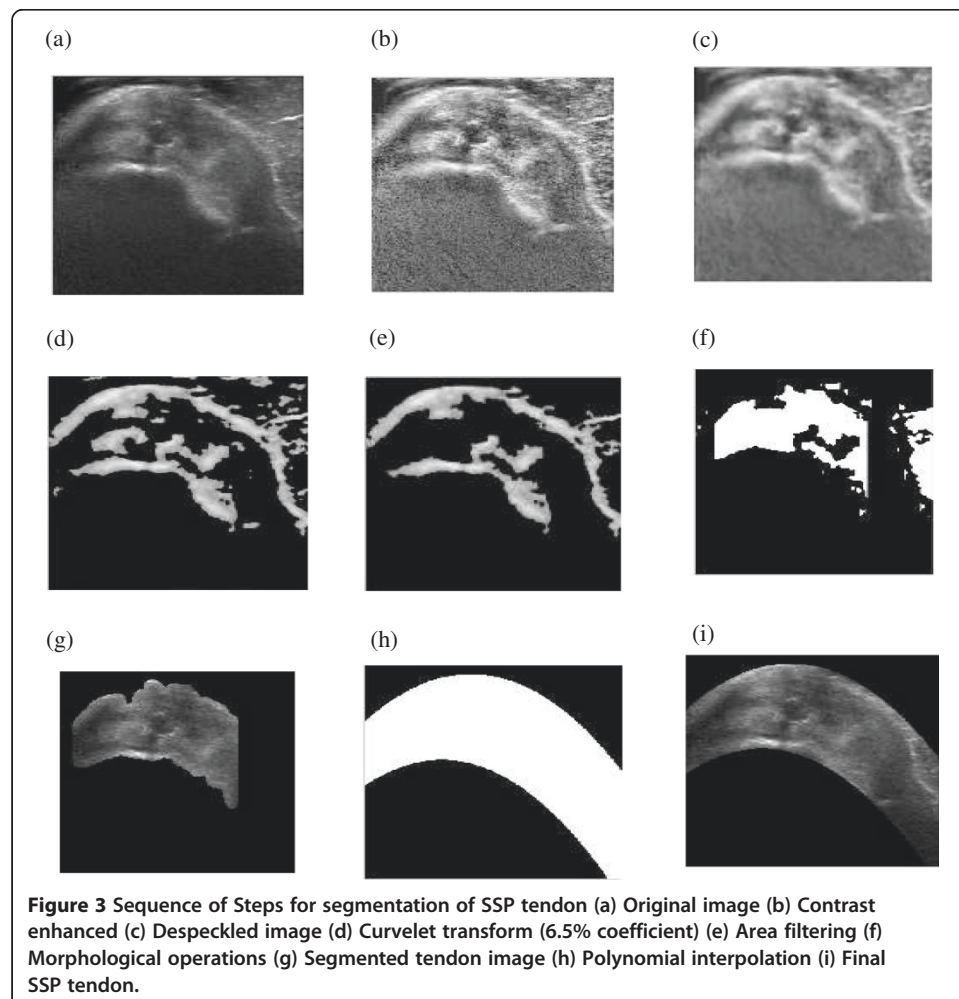 (a) (b) (c)
(d) (e) (f)
(g) (h) (i)
Figure 3 Sequence of Steps for segmentation of SSP tendon (a) Original image (b) Contrast
enhanced (c) Despeckled image (d) Curvelet transform (6.5% coefficient) (e) Area filtering (f)
Morphological operations (g) Segmented tendon image (h) Polynomial interpolation (i) Final
SSP tendon.